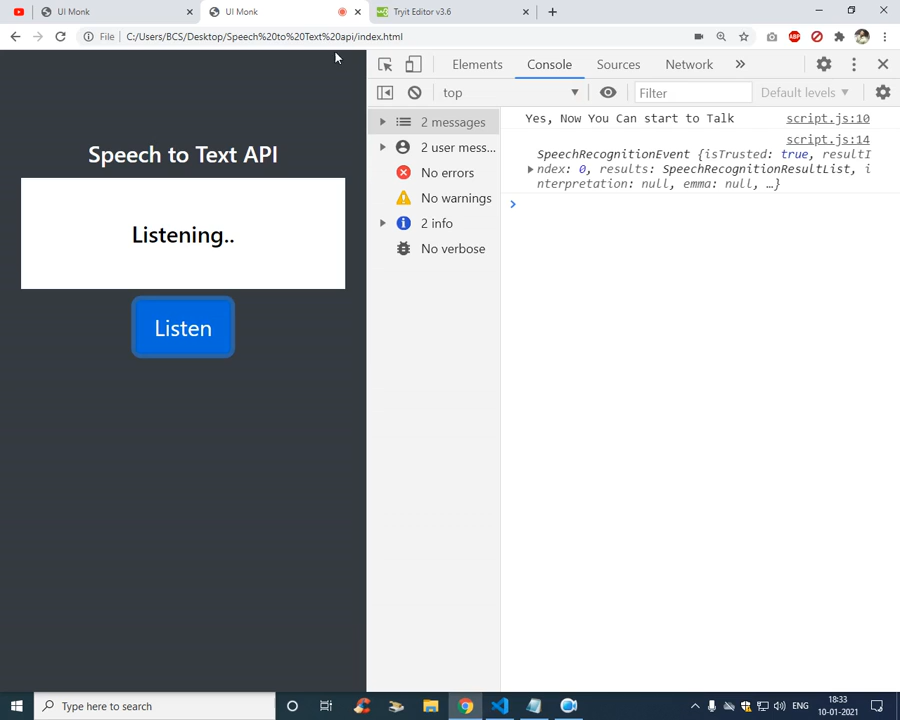 UI Monk
UI Monk
Tryit Editor v3.6
File
C:/Users/BCS/Desktop/Speech%20to%20Text%20api/index.html
ABP
Speech to Text API
Listening..
Listen
Elements
Console
Sources
Network
top
Filter
Default levels
2 messages
2 user mess...
No errors
No warnings
2 info
No verbose
Yes, Now You Can start to Talk
script.js:10
script.js:14
SpeechRecognitionEvent {isTrusted: true, resultI
ndex: 0, results: SpeechRecognitionResultList, i
nterpretation: null, emma: null, …}
Type here to search
ENG
18:33
10-01-2021